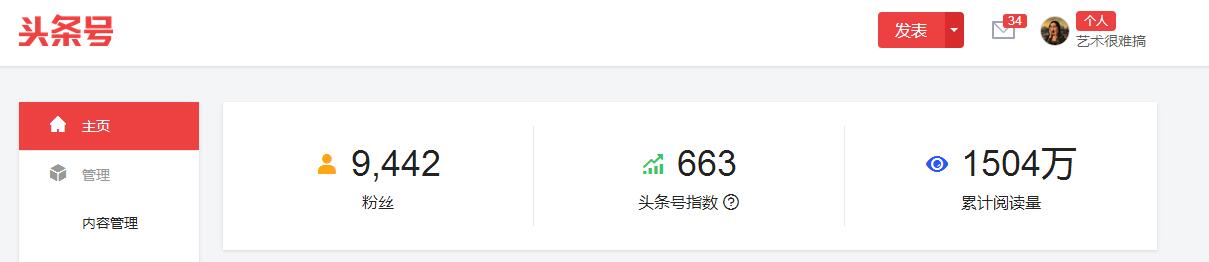 头条号
发表
34
个人
艺术很难搞
主页
管理
内容管理
9,442
粉丝
663
头条号指数
1504万
累计阅读量